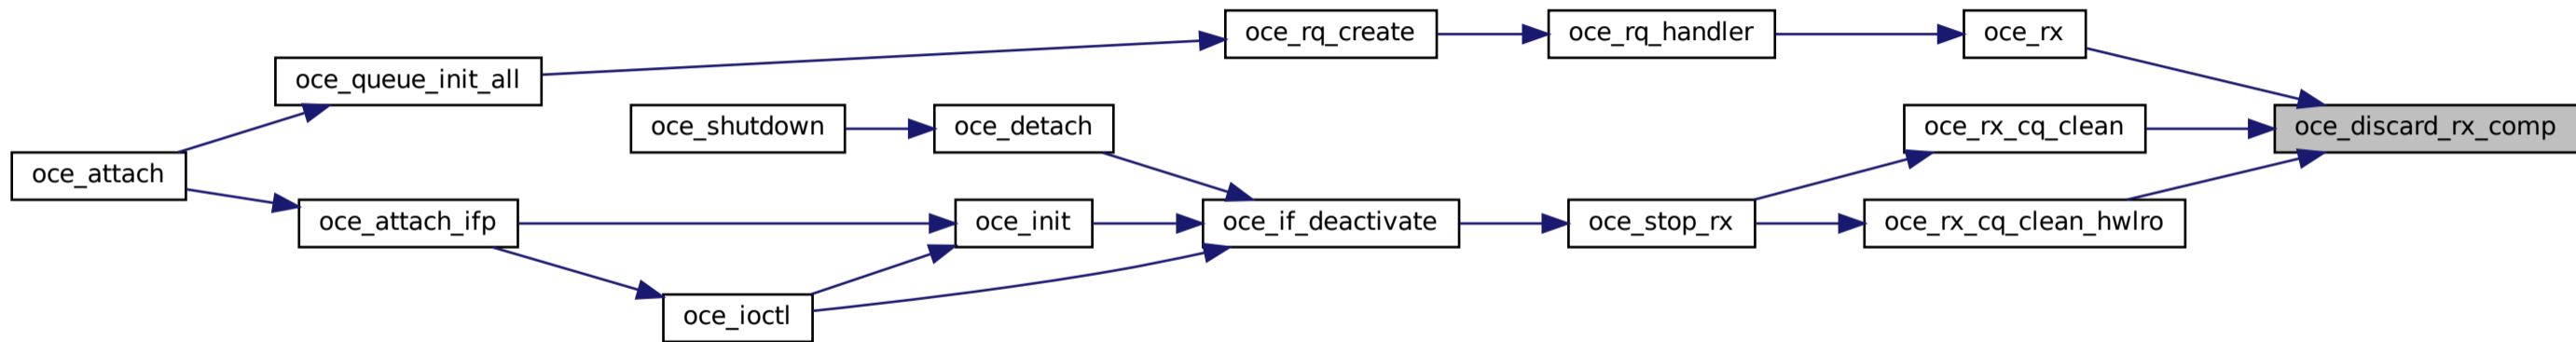 oce_rq_create
oce_rq_handler
oce_rx
oce_queue_init_all
oce_shutdown
oce_detach
oce_rx_cq_clean
oce_discard_rx_comp
oce_attach
oce_attach_ifp
oce_init
oce_if_deactivate
oce_stop_rx
oce_rx_cq_clean_hwlro
oce_ioctl